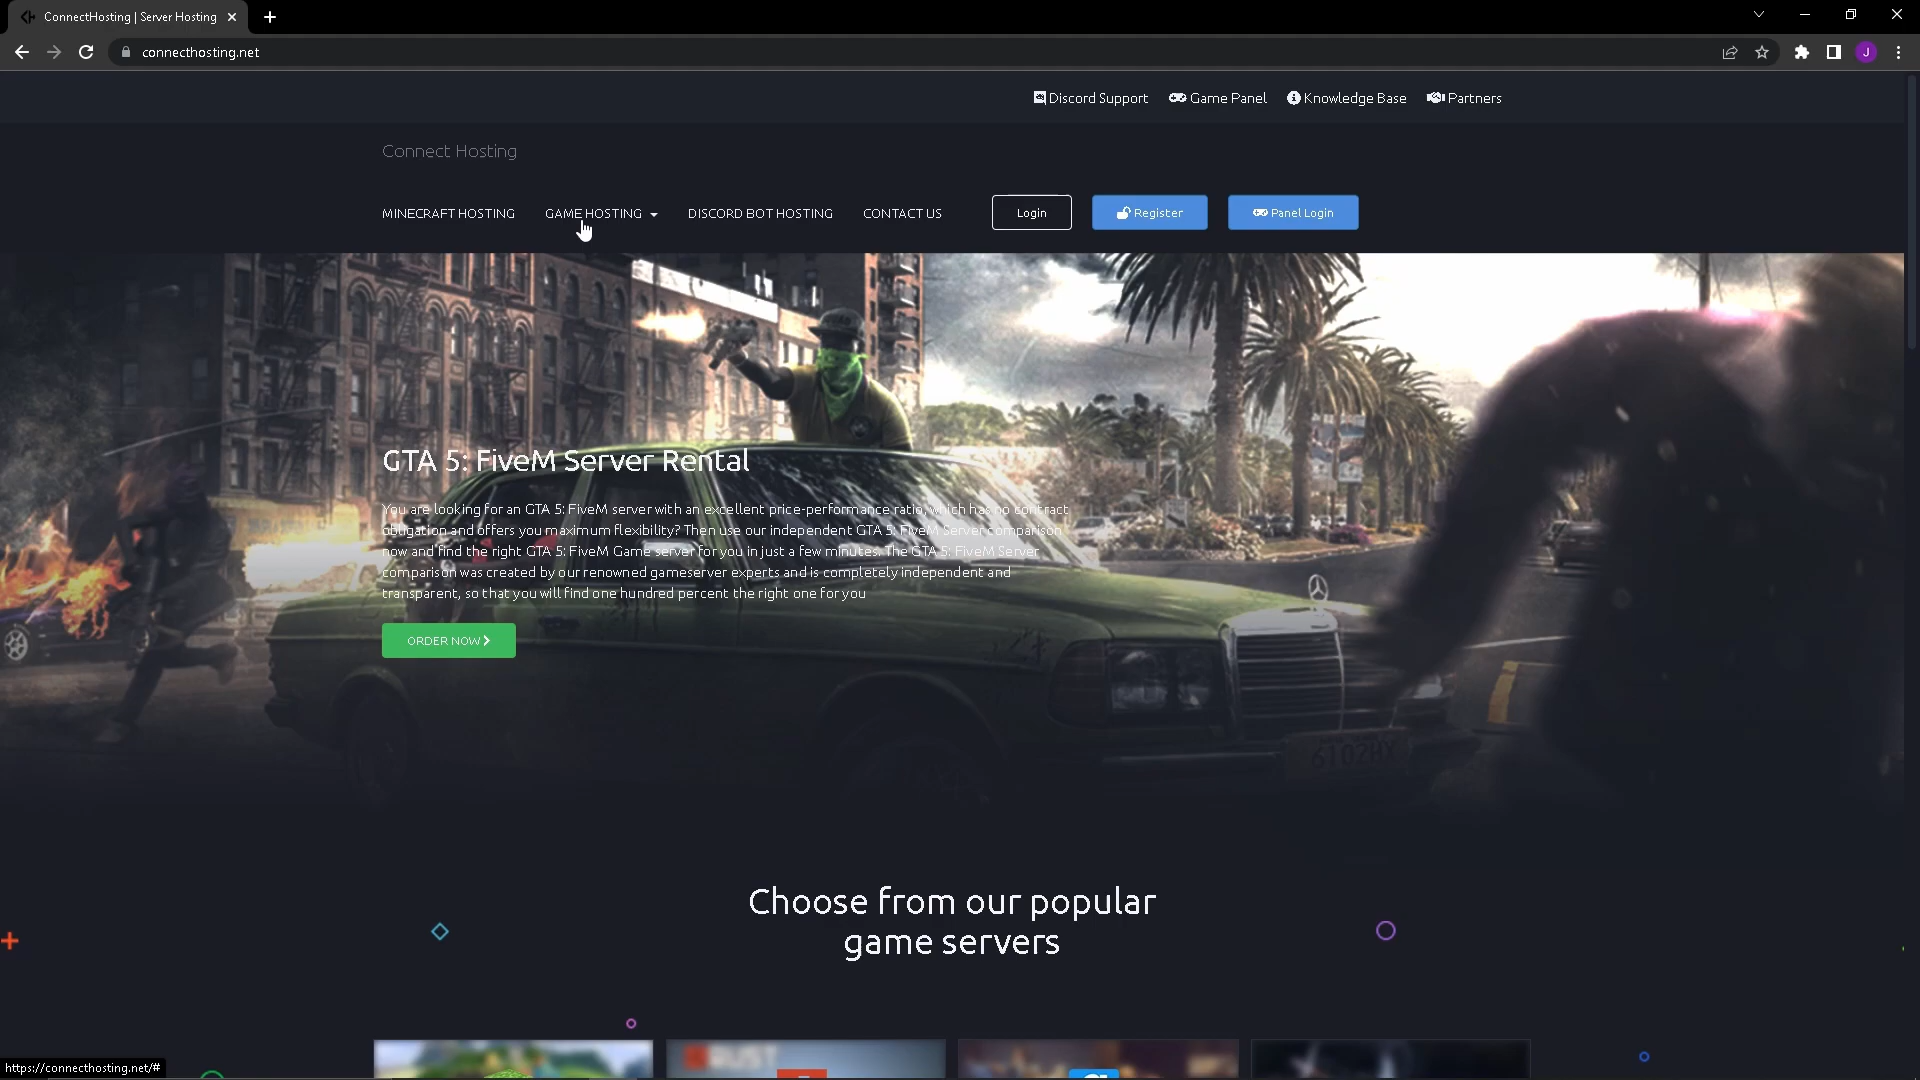 ConnectHosting | Server Hosting
connecthosting.net
J
Discord Support Game Panel Knowledge Base Partners
Connect Hosting
MINECRAFT HOSTING GAME HOSTING DISCORD BOT HOSTING CONTACT US Login Register Panel Login
GTA 5: FiveM Server Rental
You are looking for an GTA 5: FiveM server with an excellent price-performance ratio, which has no contract
obligation and offers you maximum flexibility? Then use our independent GTA 5: FiveM Server comparison
now and find the right GTA 5: FiveM Game server for you in just a few minutes. The GTA 5: FiveM Server
comparison was created by our renowned gameserver experts and is completely independent and
transparent, so that you will find one hundred percent the right one for you
ORDER NOW
Choose from our popular
game servers
RUST
https://connecthosting.net/#